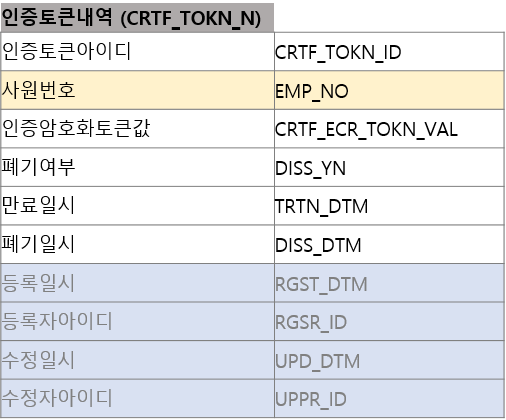 인증토큰내역 (CRTF_TOKN_N)
인증토큰아이디 CRTF_TOKN_ID
사원번호 EMP_NO
인증암호화토큰값 CRTF_ECR_TOKN_VAL
폐기여부 DISS_YN
만료일시 TRTN_DTM
폐기일시 DISS_DTM
등록일시 RGST_DTM
등록자아이디 RGSR_ID
수정일시 UPD_DTM
수정자아이디 UPPR_ID